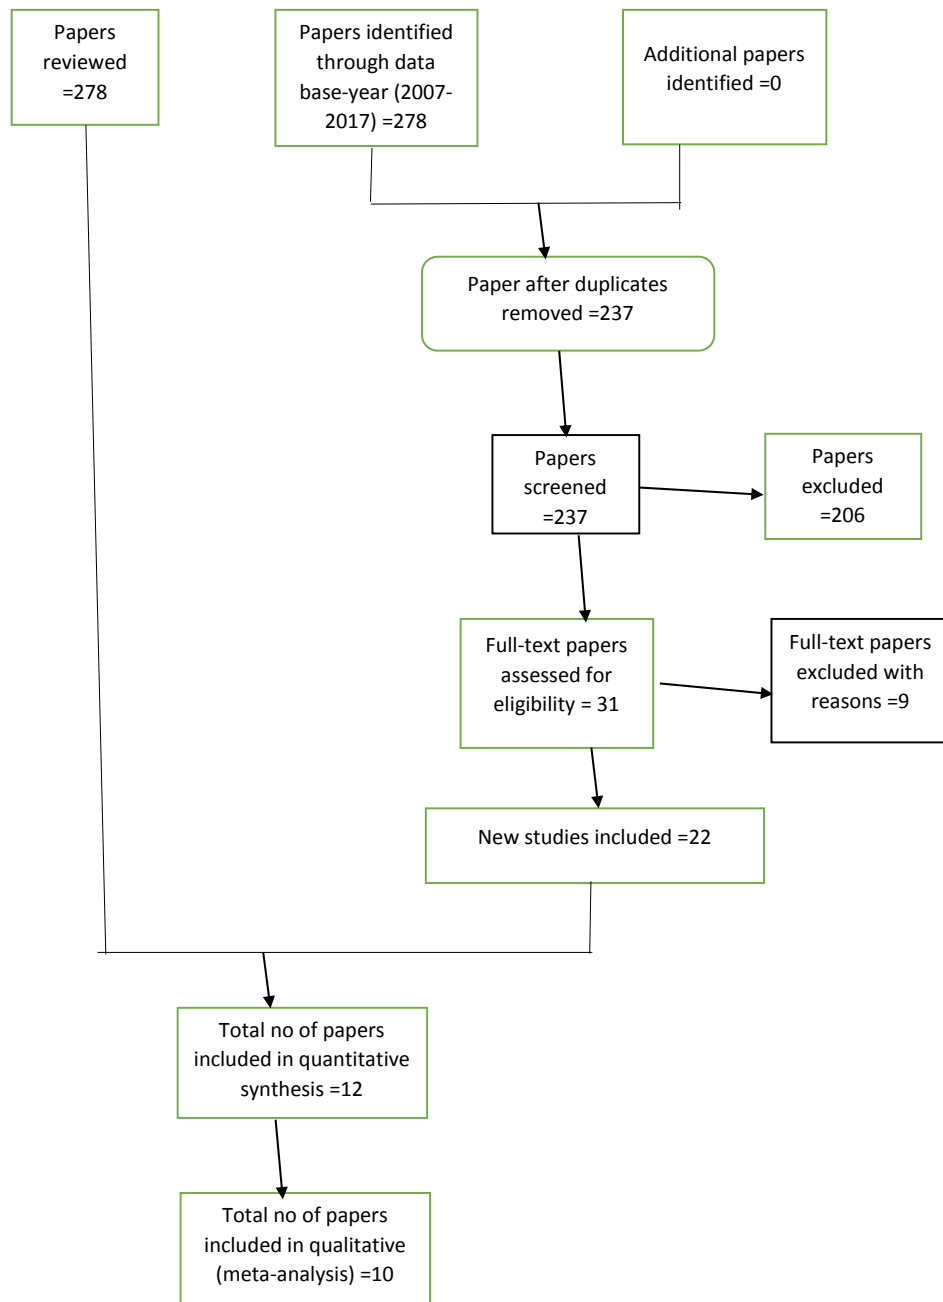 Papers
reviewed
=278
Papers identified
through data
base-year (2007-
2017) =278
Additional papers
identified =0
Paper after duplicates
removed =237
Papers
screened
=237
Papers
excluded
=206
Full-text papers
assessed for
eligibility = 31
Full-text papers
excluded with
reasons =9
New studies included =22
Total no of papers
included in quantitative
synthesis =12
Total no of papers
included in qualitative
(meta-analysis) =10